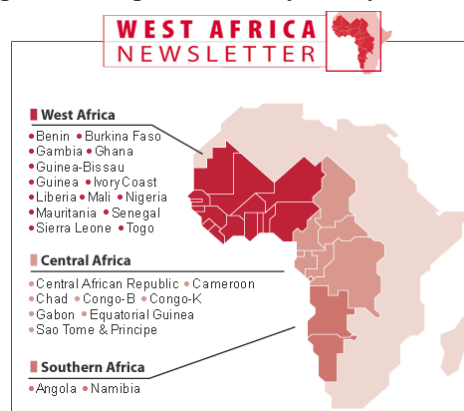 WEST AFRICA
NEWSLETTER
West Africa
• Benin • Burkina Faso
• Gambia • Ghana
• Guinea-Bissau
• Guinea • Ivory Coast
• Liberia • Mali • Nigeria
• Mauritania • Senegal
• Sierra Leone • Togo
Central Africa
• Central African Republic • Cameroon
• Chad • Congo-B • Congo-K
• Gabon • Equatorial Guinea
• Sao Tome & Principe
Southern Africa
• Angola • Namibia